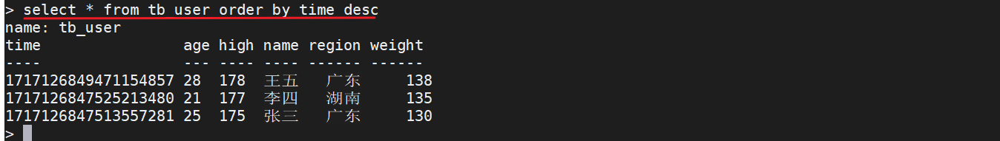 > select * from tb user order by time desc
name: tb_user
time age high name region weight
---- --- ---- ---- ------ ------
1717126849471154857 28 178 王五 广东 138
1717126847525213480 21 177 李四 湖南 135
1717126847513557281 25 175 张三 广东 130
>